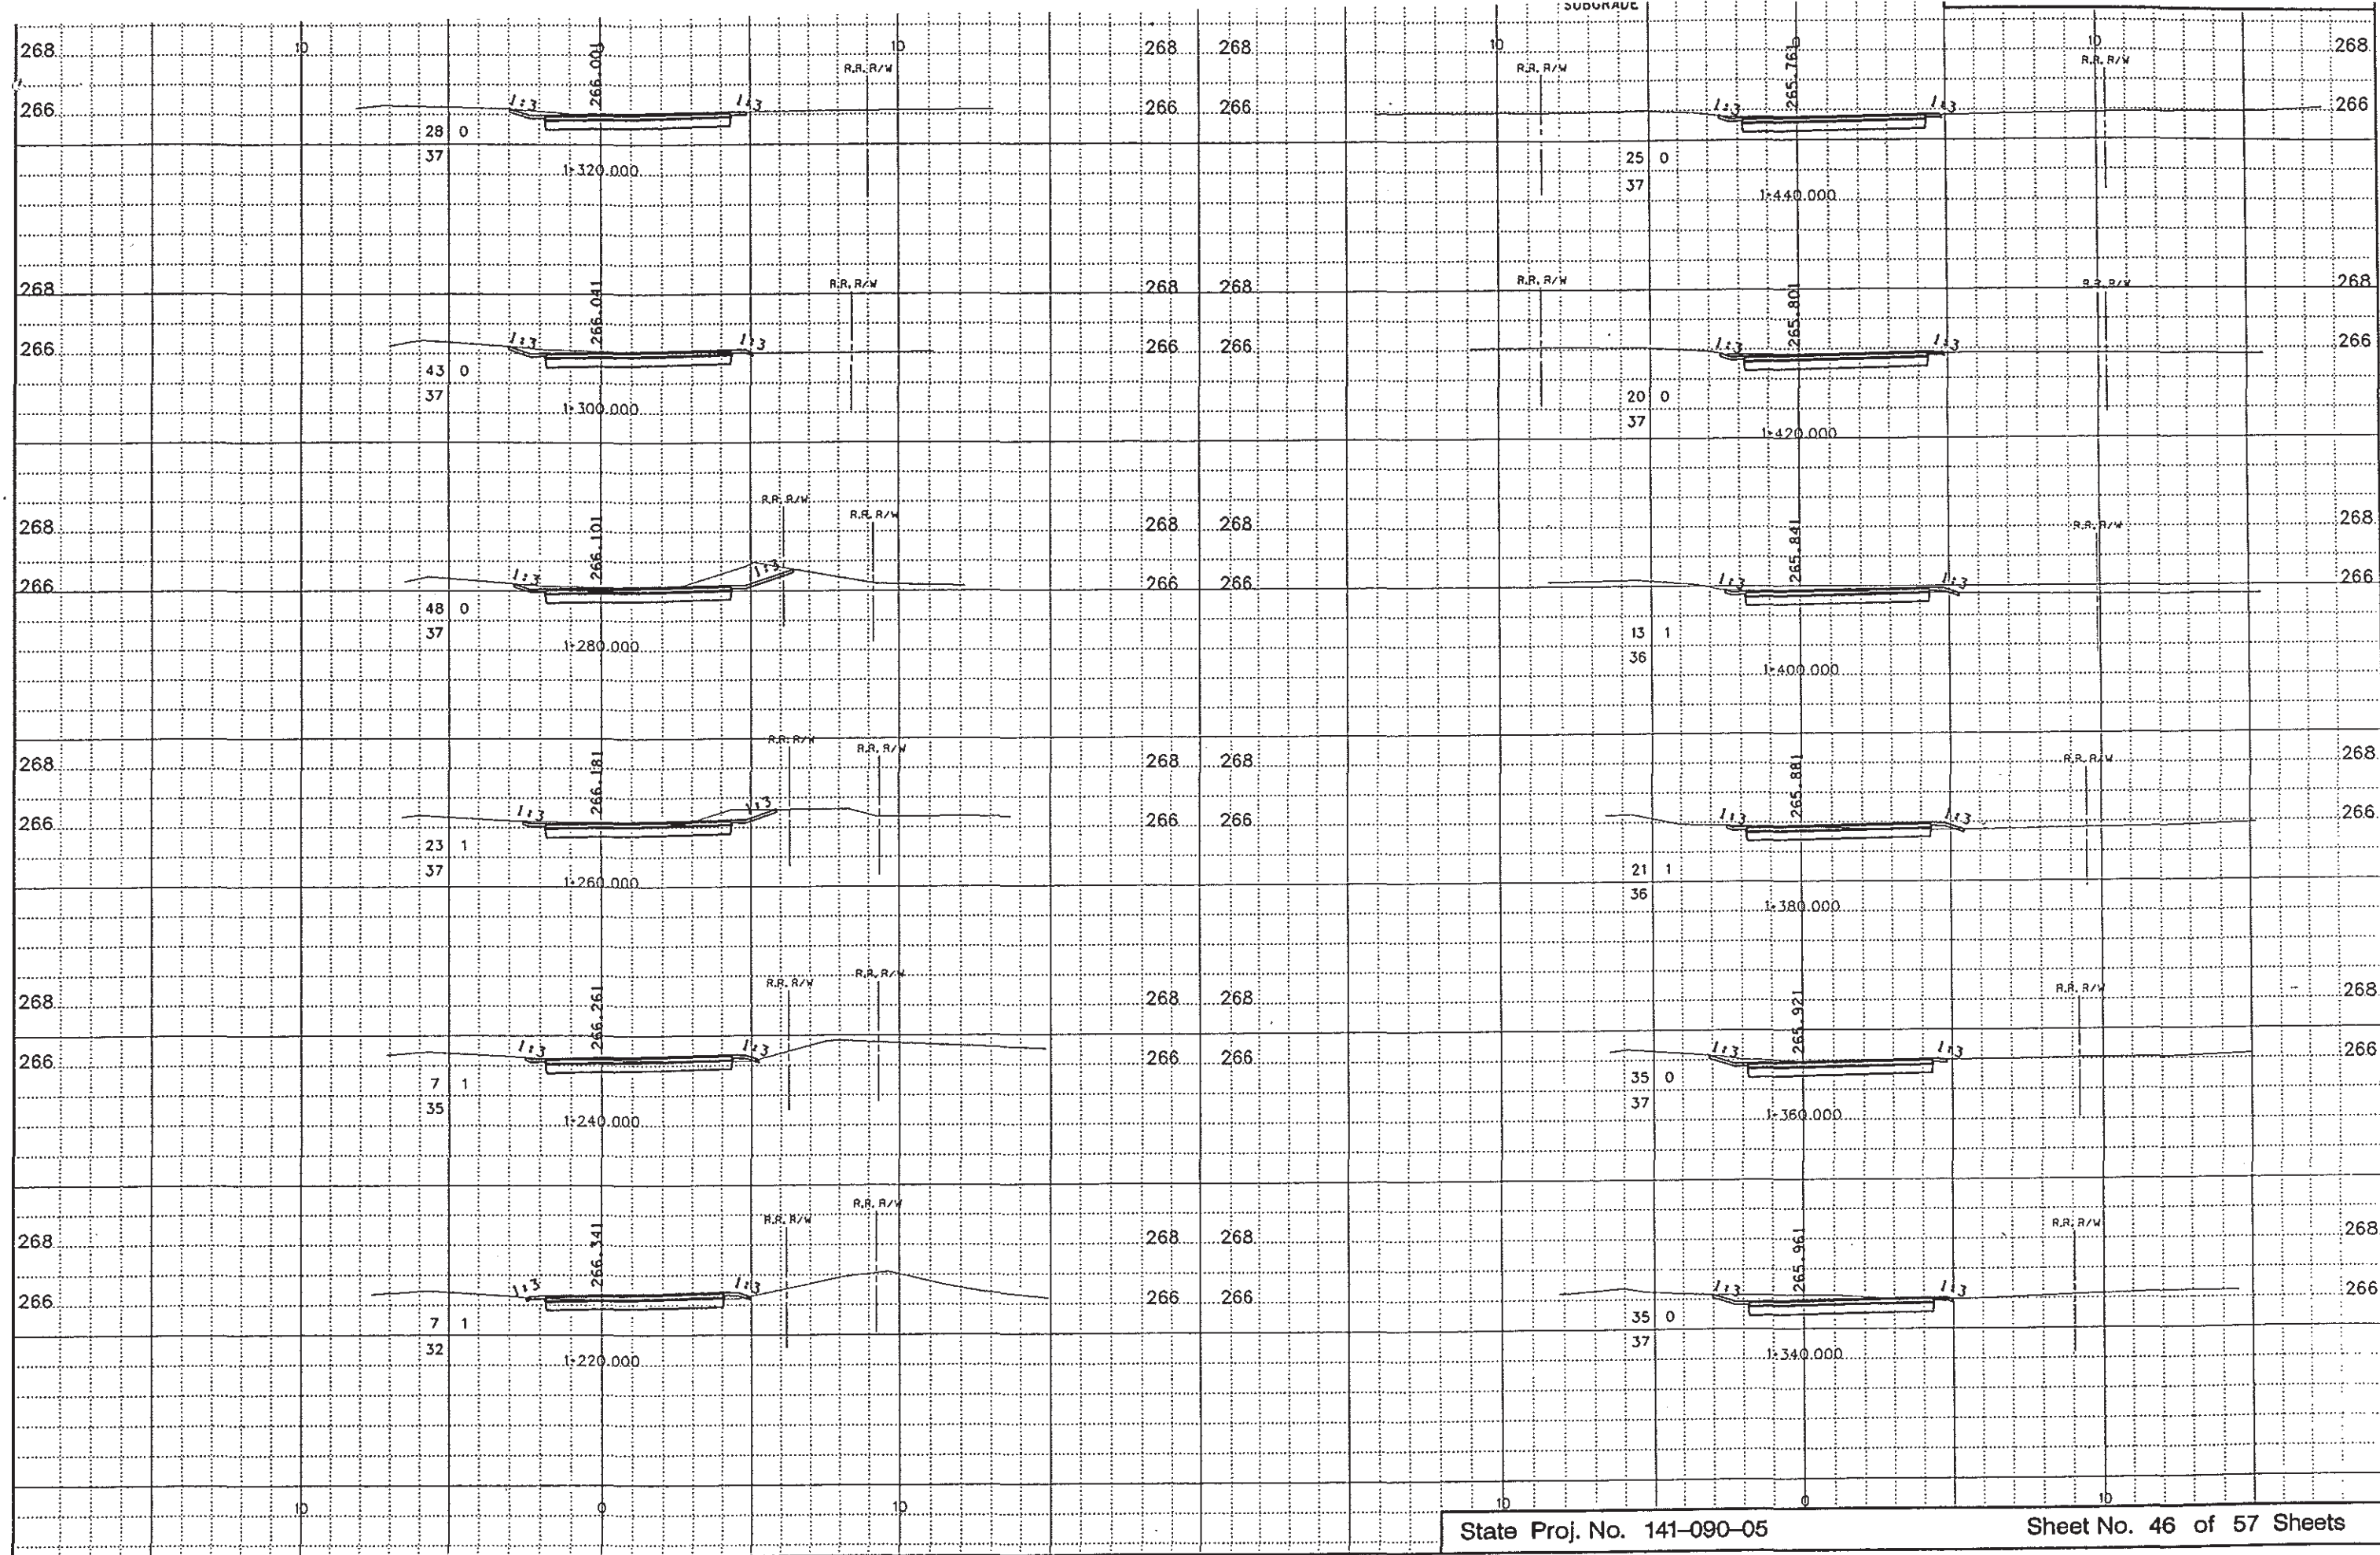 SUBGRADE
10 0 10 10 0 10
268 268 268 268
266.001 R.R. R/W R.R. R/W 265.761 R.R. R/W
1:3 1:3 1:3 1:3
266 266 266 266
28 0 25 0
37 37
1+320.000 1+440.000
268 268 268 268
266.041 R.R. R/W R.R. R/W 265.801 R.R. R/W
1:3 1:3 1:3 1:3
266 266 266 266
43 0 20 0
37 37
1+300.000 1+420.000
R.R. R/W
268 268 268 268
266.101 R.R. R/W 265.841 R.R. R/W
1:3 1:3 1:3 1:3
266 266 266 266
48 0 13 1
37 36
1+280.000 1+400.000
R.R. R/W R.R. R/W R.R. R/W
268 268 268 268
266.181 265.881
1:3 1:3 1:3 1:3
266 266 266 266
23 1 21 1
37 36
1+260.000 1+380.000
R.R. R/W R.R. R/W R.R. R/W
268 268 268 268
266.261 265.921
1:3 1:3 1:3 1:3
266 266 266 266
7 1 35 0
35 37
1+240.000 1+360.000
R.R. R/W R.R. R/W R.R. R/W
268 268 268 268
266.341 265.961
1:3 1:3 1:3 1:3
266 266 266 266
7 1 35 0
32 37
1+220.000 1+340.000
10 0 10 10 0 10
State Proj. No. 141-090-05 Sheet No. 46 of 57 Sheets